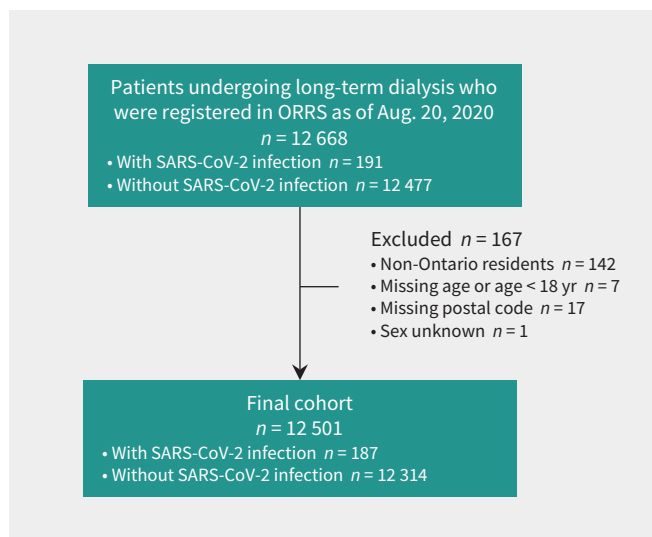 Patients undergoing long-term dialysis who
were registered in ORRS as of Aug. 20, 2020
n = 12 668
• With SARS-CoV-2 infection n = 191
• Without SARS-CoV-2 infection n = 12 477
Excluded n = 167
• Non-Ontario residents n = 142
• Missing age or age < 18 yr n = 7
• Missing postal code n = 17
• Sex unknown n = 1
Final cohort
n = 12 501
• With SARS-CoV-2 infection n = 187
• Without SARS-CoV-2 infection n = 12 314